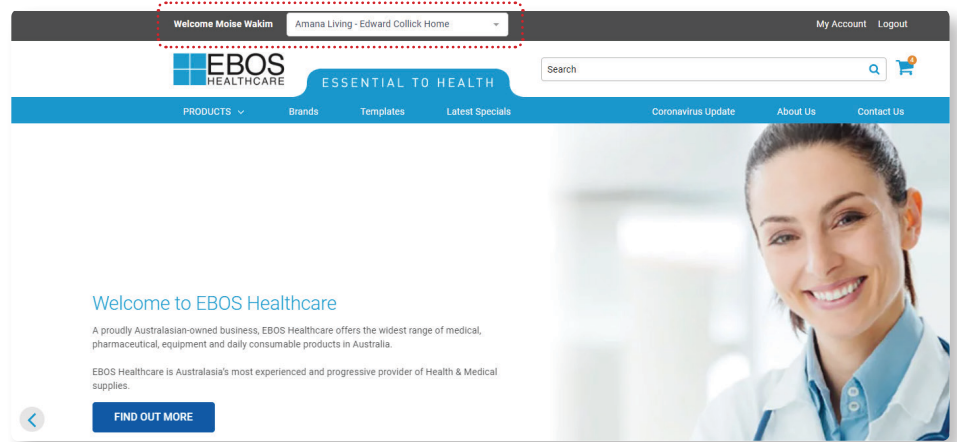 Welcome Moise Wakim Amana Living - Edward Collick Home My Account Logout
EBOS
HEALTHCARE
ESSENTIAL TO HEALTH
Search
4
PRODUCTS Brands Templates Latest Specials Coronavirus Update About Us Contact Us
Welcome to EBOS Healthcare
A proudly Australasian-owned business, EBOS Healthcare offers the widest range of medical,
pharmaceutical, equipment and daily consumable products in Australia.
EBOS Healthcare is Australasia's most experienced and progressive provider of Health & Medical
supplies.
FIND OUT MORE